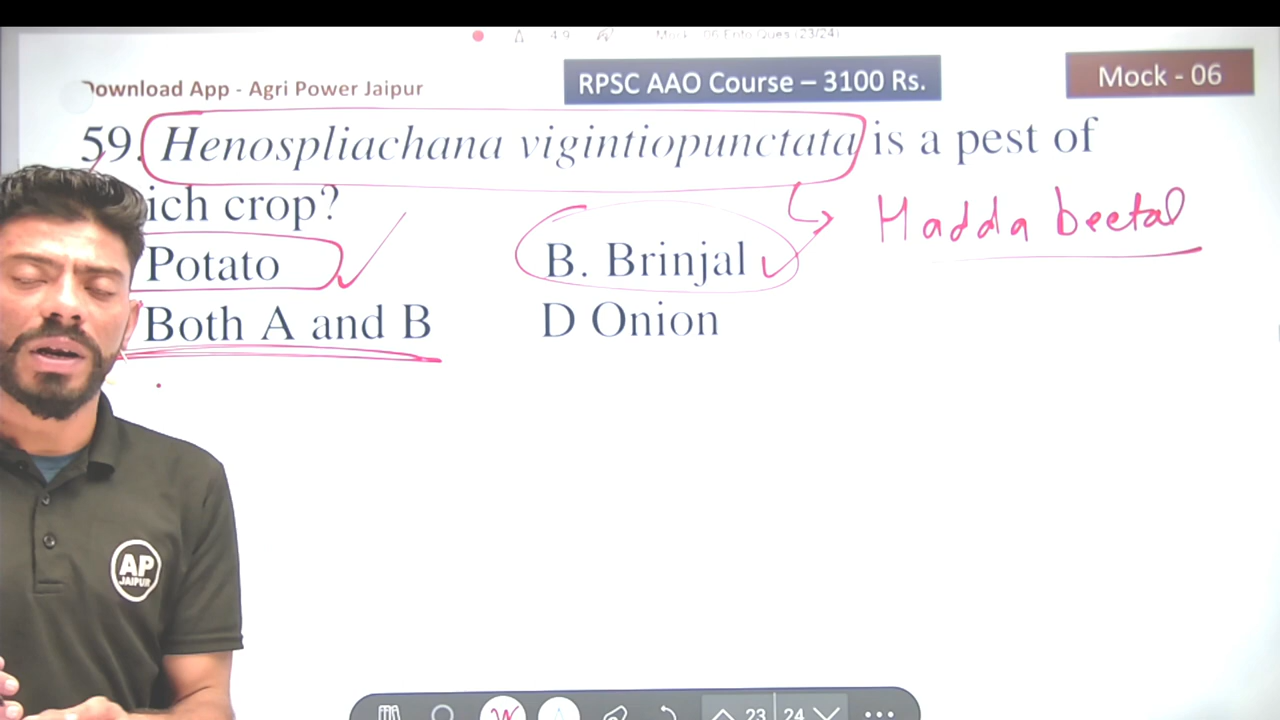 Download App - Agri Power Jaipur
RPSC AAO Course – 3100 Rs.
Mock - 06
59. Henospliachana vigintiopunctata is a pest of
ich crop?
Hadda beetal
Potato
B. Brinjal
Both A and B
D Onion
AP
JAIPUR
23
24